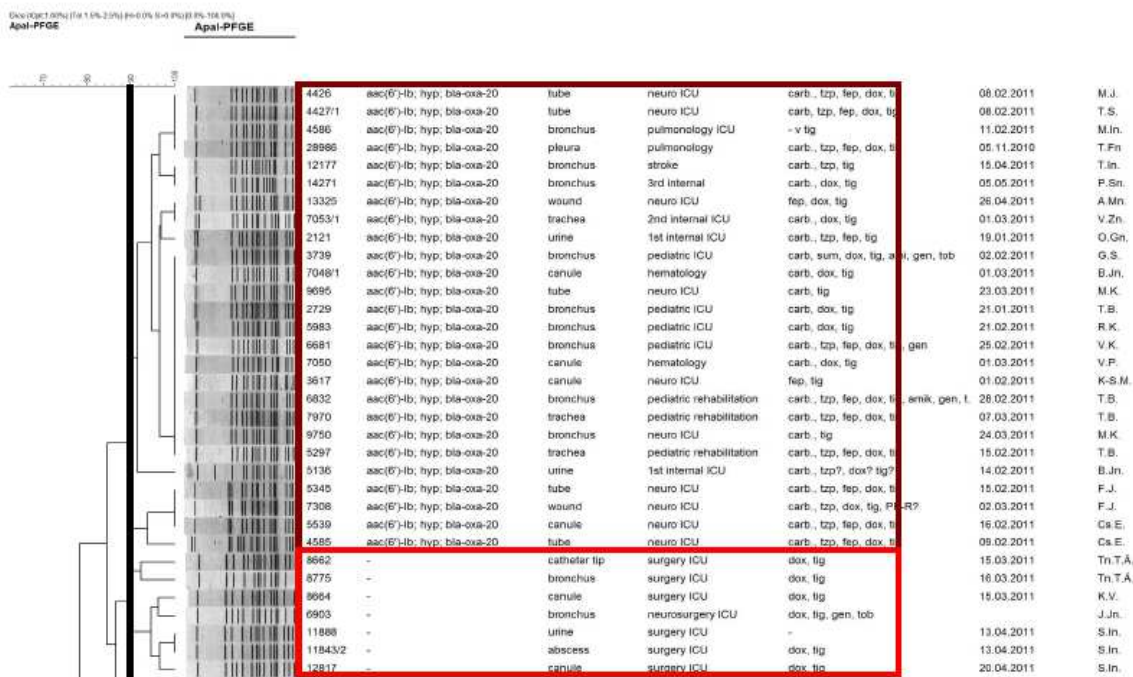 Apal-PFGE
Apal-PFGE
4426 aac(6')-Ib; hyp; bla-oxa-20 tube neuro ICU carb., tzp, fep, dox, ti 08.02.2011 M.J.
4427/1 aac(6')-Ib; hyp; bla-oxa-20 tube neuro ICU carb, tzp, fep, dox, tig 08.02.2011 T.S.
4586 aac(6')-Ib; hyp; bla-oxa-20 bronchus pulmonology ICU - v tig 11.02.2011 M.In.
28986 aac(6')-Ib; hyp; bla-oxa-20 pleura pulmonology carb., tzp, fep, dox, ti 05.11.2010 T.Fn
12177 aac(6')-Ib; hyp; bla-oxa-20 bronchus stroke carb., tzp, tig 15.04.2011 T.In.
14271 aac(6')-Ib; hyp; bla-oxa-20 bronchus 3rd internal carb., dox, tig 05.05.2011 P.Sn.
13325 aac(6')-Ib; hyp; bla-oxa-20 wound neuro ICU fep, dox, tig 26.04.2011 A.Mn.
7053/1 aac(6')-Ib; hyp; bla-oxa-20 trachea 2nd internal ICU carb., dox, tig 01.03.2011 V.Zn.
2121 aac(6')-Ib; hyp; bla-oxa-20 urine 1st internal ICU carb., tzp, fep, tig 19.01.2011 O.Gn.
3739 aac(6')-Ib; hyp; bla-oxa-20 bronchus pediatric ICU carb, sum, dox, tig, a i, gen, tob 02.02.2011 G.S.
7048/1 aac(6')-Ib; hyp; bla-oxa-20 canule hematology carb, dox, tig 01.03.2011 B.Jn.
9695 aac(6')-Ib; hyp; bla-oxa-20 tube neuro ICU carb, tig 23.03.2011 M.K.
2729 aac(6')-Ib; hyp; bla-oxa-20 bronchus pediatric ICU carb, dox, tig 21.01.2011 T.B.
5983 aac(6')-Ib; hyp; bla-oxa-20 bronchus pediatric ICU carb, dox, tig 21.02.2011 R.K.
6681 aac(6')-Ib; hyp; bla-oxa-20 bronchus pediatric ICU carb., tzp, fep, dox, ti , gen 25.02.2011 V.K.
7050 aac(6')-Ib; hyp; bla-oxa-20 canule hematology carb., dox, tig 01.03.2011 V.P.
3617 aac(6')-Ib; hyp; bla-oxa-20 canule neuro ICU fep, tig 01.02.2011 K-S.M.
6832 aac(6')-Ib; hyp; bla-oxa-20 bronchus pediatric rehabilitation carb., tzp, fep, dox, ti , amik, gen, t. 28.02.2011 T.B.
7970 aac(6')-Ib; hyp; bla-oxa-20 trachea pediatric rehabilitation carb., tzp, fep, dox, ti 07.03.2011 T.B.
9750 aac(6')-Ib; hyp; bla-oxa-20 bronchus neuro ICU carb., tig 24.03.2011 M.K.
5297 aac(6')-Ib; hyp; bla-oxa-20 trachea pediatric rehabilitation carb., tzp, fep, dox, ti 15.02.2011 T.B.
5136 aac(6')-Ib; hyp; bla-oxa-20 urine 1st internal ICU carb., tzp?, dox? tig? 14.02.2011 B.Jn.
5345 aac(6')-Ib; hyp; bla-oxa-20 tube neuro ICU carb., tzp, fep, dox, ti 15.02.2011 F.J.
7308 aac(6')-Ib; hyp; bla-oxa-20 wound neuro ICU carb., tzp, dox, tig, P -R? 02.03.2011 F.J.
5539 aac(6')-Ib; hyp; bla-oxa-20 canule neuro ICU carb., tzp, fep, dox, ti 16.02.2011 Cs.E.
4585 aac(6')-Ib; hyp; bla-oxa-20 tube neuro ICU carb., tzp, fep, dox, ti 09.02.2011 Cs.E.
8662 - catheter tip surgery ICU dox, tig 15.03.2011 Tn.T.Á.
8775 - bronchus surgery ICU dox, tig 16.03.2011 Tn.T.Á.
8664 - canule surgery ICU dox, tig 15.03.2011 K.V.
6903 - bronchus neurosurgery ICU dox, tig, gen, tob J.Jn.
11888 - urine surgery ICU - 13.04.2011 S.In.
11843/2 - abscess surgery ICU dox, tig 13.04.2011 S.In.
12817 - canule surgery ICU dox, tig 20.04.2011 S.In.